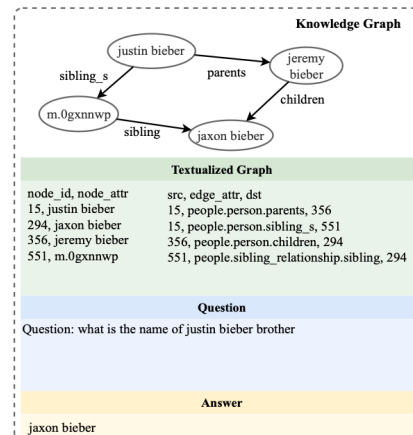 Knowledge Graph
justin bieber
jeremy
bieber
sibling_s
parents
m.0gxnnwp
children
sibling
jaxon bieber
Textualized Graph
node_id, node_attr
15, justin bieber
294, jaxon bieber
356, jeremy bieber
551, m.0gxnnwp
src, edge_attr, dst
15, people.person.parents, 356
15, people.person.sibling_s, 551
356, people.person.children, 294
551, people.sibling_relationship.sibling, 294
Question
Question: what is the name of justin bieber brother
Answer
jaxon bieber